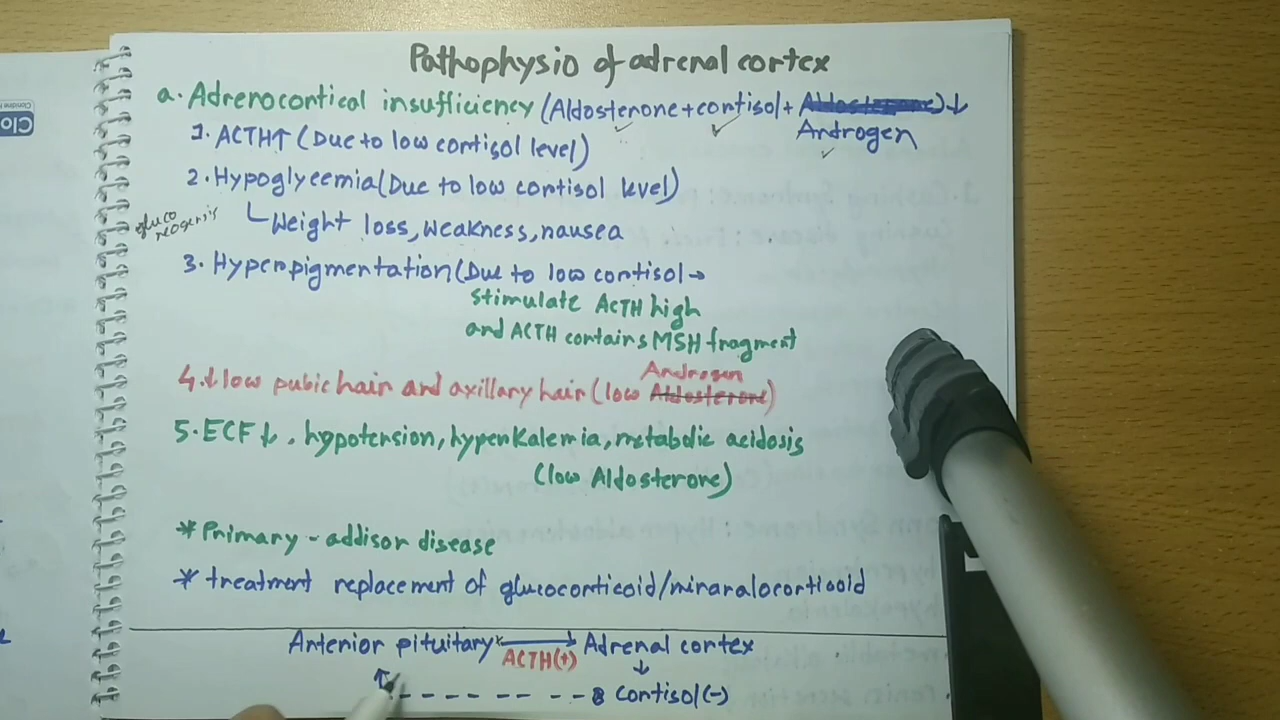 Pathophysio of adrenal cortex
a. Adrenocortical insufficiency (Aldosterone+cortisol+ Aldosterone)↓
Androgen
1. ACTH↑ (Due to low cortisol level)
2. Hypoglycemia(Due to low cortisol level)
gluco
neogensis
Weight loss, weakness, nausea
3. Hyperpigmentation (Due to low cortisol→
stimulate ACTH high
and ACTH contains MSH fragment
Androgen
4.↓ low pubic hair and axillary hair (low Aldosterone)
5. ECF↓. hypotension, hyperkalemia, metabolic acidosis
(low Aldosterone)
*Primary - addison disease
* treatment replacement of glucocorticoid/minaralocorticoid
Anterior pituitary → Adrenal cortex
ACTH(+)
↓
↑ Cortisol(-)
Clo